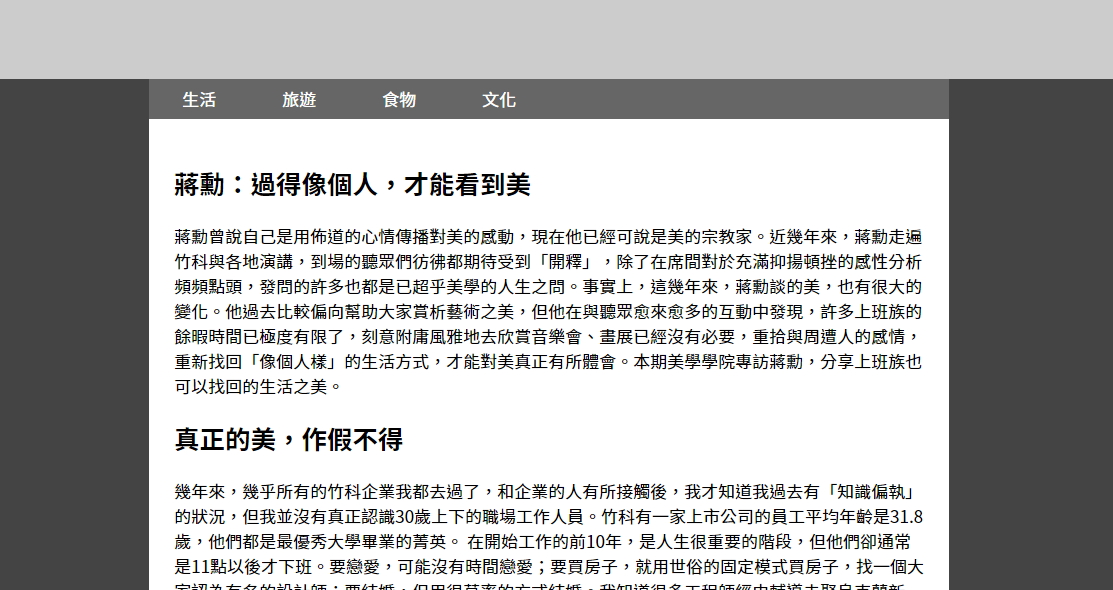 生活 旅遊 食物 文化
蔣勳：過得像個人，才能看到美
蔣勳曾說自己是用佈道的心情傳播對美的感動，現在他已經可說是美的宗教家。近幾年來，蔣勳走遍
竹科與各地演講，到場的聽眾們彷彿都期待受到「開釋」，除了在席間對於充滿抑揚頓挫的感性分析
頻頻點頭，發問的許多也都是已超乎美學的人生之問。事實上，這幾年來，蔣勳談的美，也有很大的
變化。他過去比較偏向幫助大家賞析藝術之美，但他在與聽眾愈來愈多的互動中發現，許多上班族的
餘暇時間已極度有限了，刻意附庸風雅地去欣賞音樂會、畫展已經沒有必要，重拾與周遭人的感情，
重新找回「像個人樣」的生活方式，才能對美真正有所體會。本期美學學院專訪蔣勳，分享上班族也
可以找回的生活之美。
真正的美，作假不得
幾年來，幾乎所有的竹科企業我都去過了，和企業的人有所接觸後，我才知道我過去有「知識偏執」
的狀況，但我並沒有真正認識30歲上下的職場工作人員。竹科有一家上市公司的員工平均年齡是31.8
歲，他們都是最優秀大學畢業的菁英。 在開始工作的前10年，是人生很重要的階段，但他們卻通常
是11點以後才下班。要戀愛，可能沒有時間戀愛；要買房子，就用世俗的固定模式買房子，找一個大